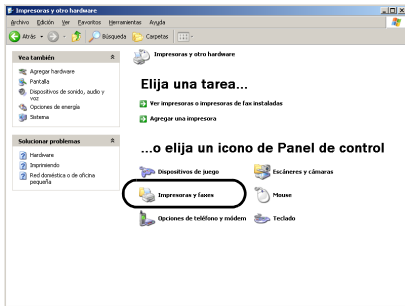 Impresoras y otro hardware
Archivo Edición Ver Favoritos Herramientas Ayuda
Atrás Búsqueda Carpetas
Vea también
Agregar hardware
Pantalla
Dispositivos de sonido, audio y
voz
Opciones de energía
Sistema
Solucionar problemas
Hardware
Imprimiendo
Red doméstica o de oficina
pequeña
Impresoras y otro hardware
Elija una tarea...
Ver impresoras o impresoras de fax instaladas
Agregar una impresora
...o elija un icono de Panel de control
Dispositivos de juego Escáneres y cámaras
Impresoras y faxes Mouse
Opciones de teléfono y módem Teclado